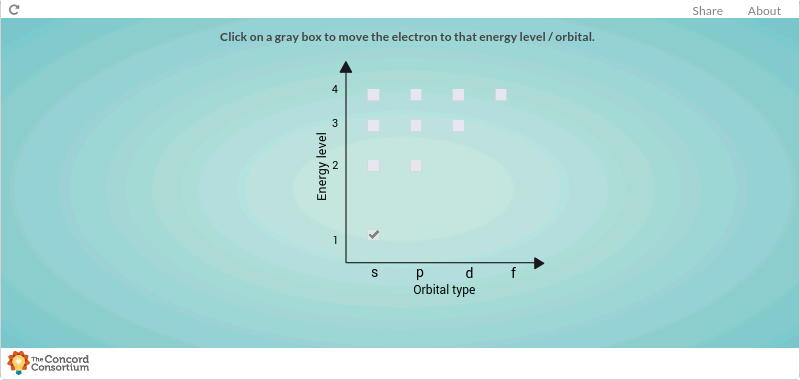 Share About
Click on a gray box to move the electron to that energy level / orbital.
4
3
2
1
Energy level
s p d f
Orbital type
The Concord
Consortium